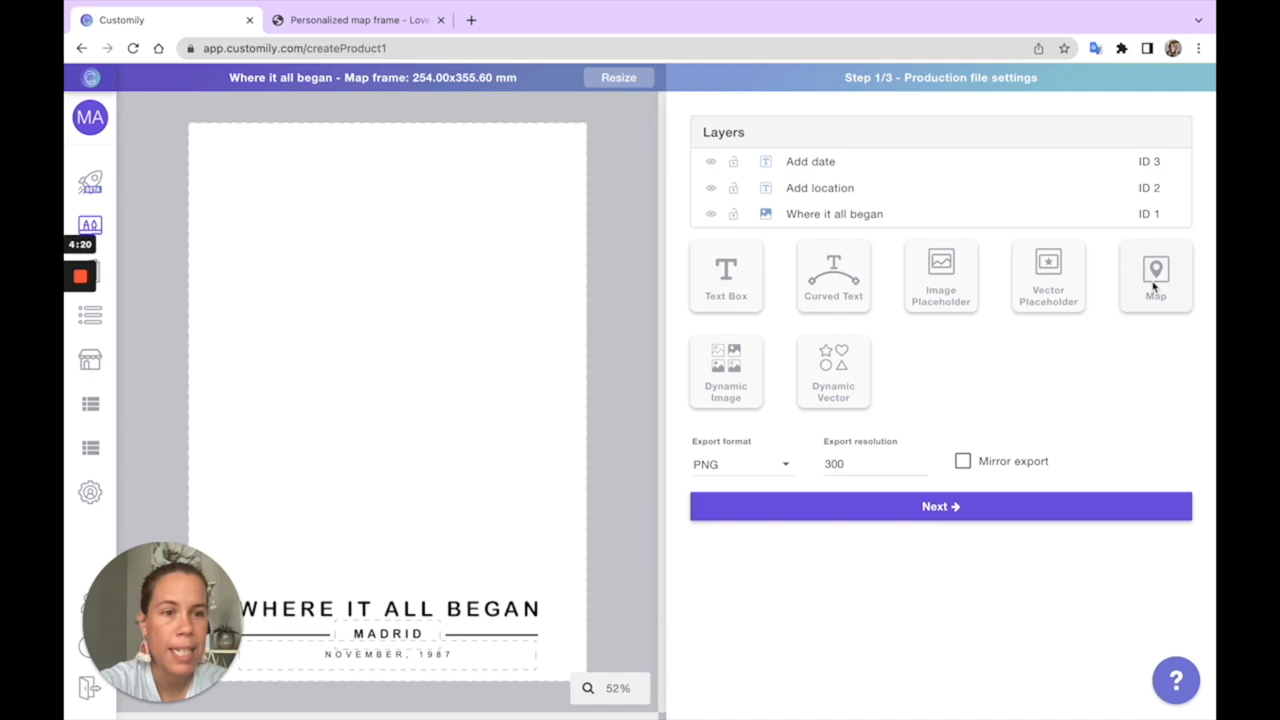 Customily
Personalized map frame - Love
app.customily.com/createProduct1
Where it all began - Map frame: 254.00x355.60 mm
Resize
Step 1/3 - Production file settings
MA
BETA
4:20
Layers
Add date ID 3
Add location ID 2
Where it all began ID 1
Text Box
Curved Text
Image
Placeholder
Vector
Placeholder
Map
Dynamic
Image
Dynamic
Vector
Export format
PNG
Export resolution
300
Mirror export
Next →
WHERE IT ALL BEGAN
MADRID
NOVEMBER, 1987
52%
?